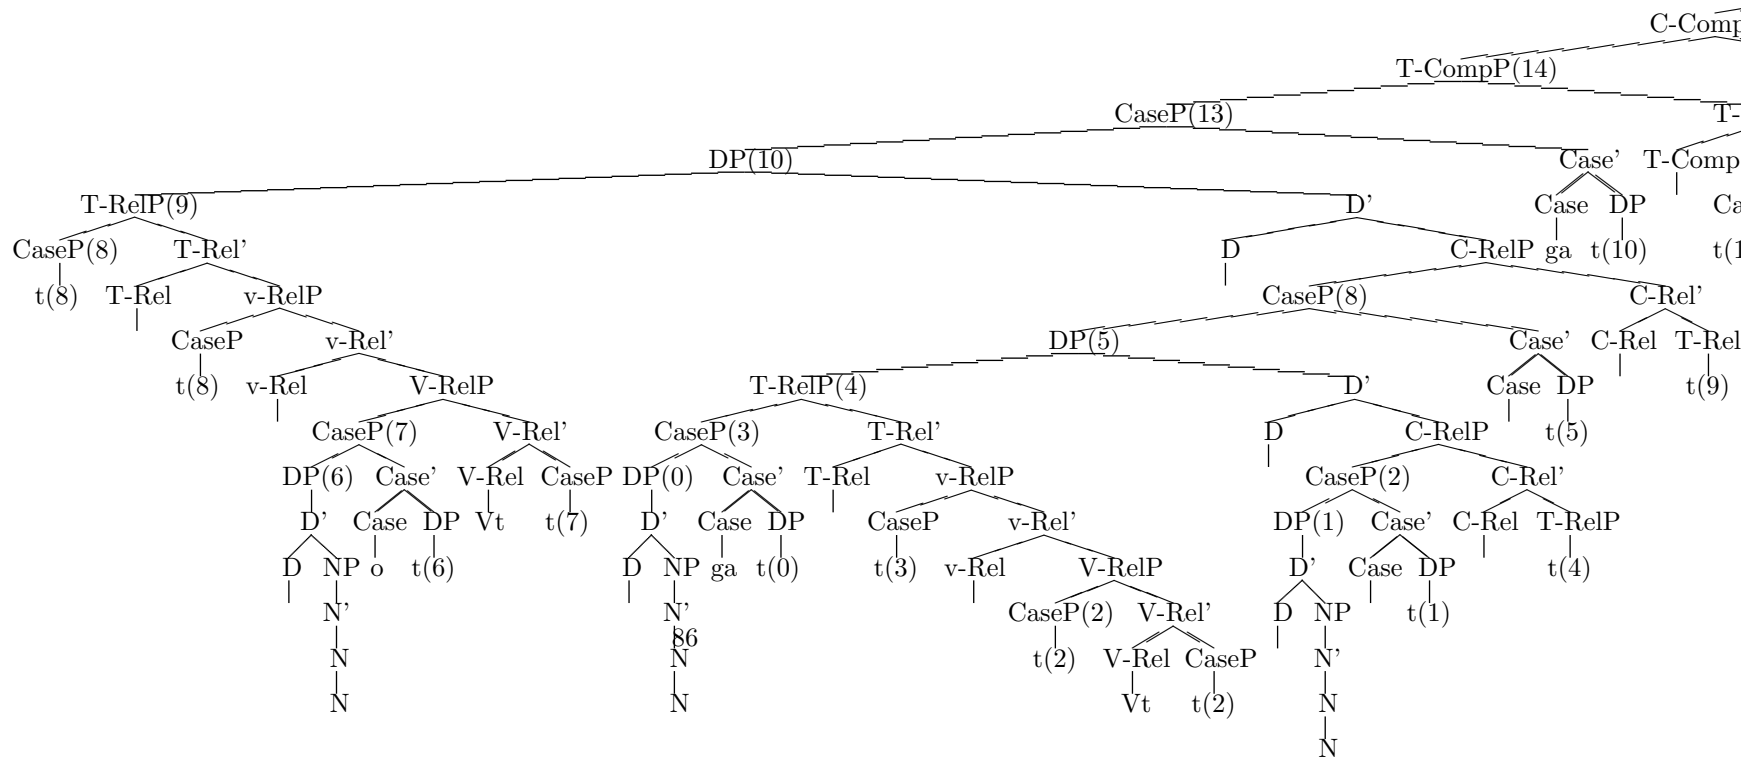 C-Comp
T-CompP(14)
CaseP(13) T-
DP(10) Case' T-Comp
T-RelP(9) D' Case DP Ca
CaseP(8) T-Rel' D C-RelP ga t(10) t(1
t(8) T-Rel v-RelP CaseP(8) C-Rel'
CaseP v-Rel' DP(5) Case' C-Rel T-Rel
t(8) v-Rel V-RelP T-RelP(4) D' Case DP t(9)
CaseP(7) V-Rel' CaseP(3) T-Rel' D C-RelP t(5)
DP(6) Case' V-Rel CaseP DP(0) Case' T-Rel v-RelP CaseP(2) C-Rel'
D' Case DP Vt t(7) D' Case DP CaseP v-Rel' DP(1) Case' C-Rel T-RelP
D NP o t(6) D NP ga t(0) t(3) v-Rel V-RelP D' Case DP t(4)
N' N' CaseP(2) V-Rel' D NP t(1)
86
N N t(2) V-Rel CaseP N'
N N Vt t(2) N
N